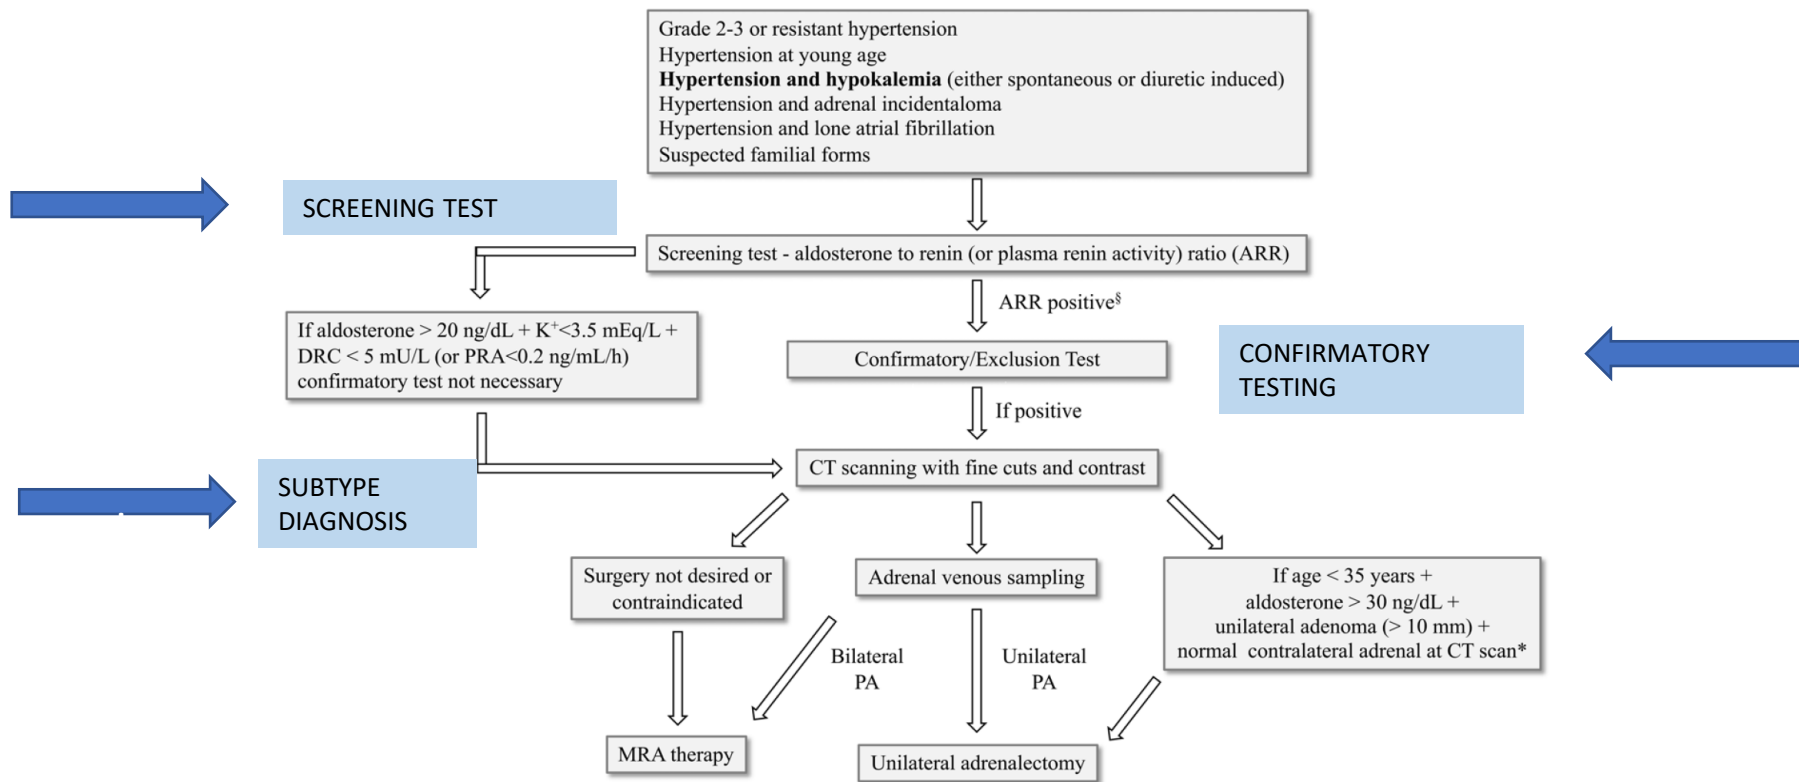 Grade 2-3 or resistant hypertension
Hypertension at young age
Hypertension and hypokalemia (either spontaneous or diuretic induced)
Hypertension and adrenal incidentaloma
Hypertension and lone atrial fibrillation
Suspected familial forms
SCREENING TEST
Screening test - aldosterone to renin (or plasma renin activity) ratio (ARR)
ARR positive§
If aldosterone > 20 ng/dL + K⁺<3.5 mEq/L +
DRC < 5 mU/L (or PRA<0.2 ng/mL/h)
confirmatory test not necessary
Confirmatory/Exclusion Test
CONFIRMATORY
TESTING
If positive
CT scanning with fine cuts and contrast
SUBTYPE
DIAGNOSIS
Surgery not desired or
contraindicated
Adrenal venous sampling
If age < 35 years +
aldosterone > 30 ng/dL +
unilateral adenoma (> 10 mm) +
normal contralateral adrenal at CT scan*
Bilateral
PA
Unilateral
PA
MRA therapy
Unilateral adrenalectomy